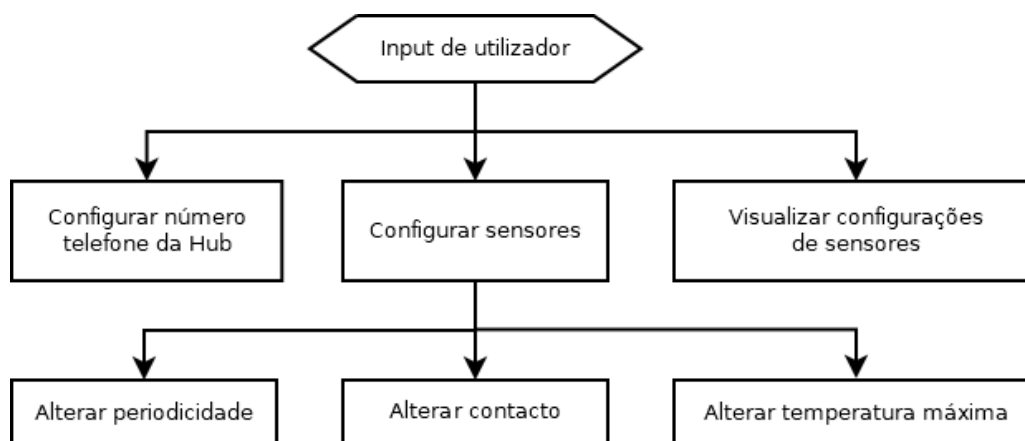 Input de utilizador
Configurar número
telefone da Hub
Configurar sensores
Visualizar configurações
de sensores
Alterar periodicidade
Alterar contacto
Alterar temperatura máxima